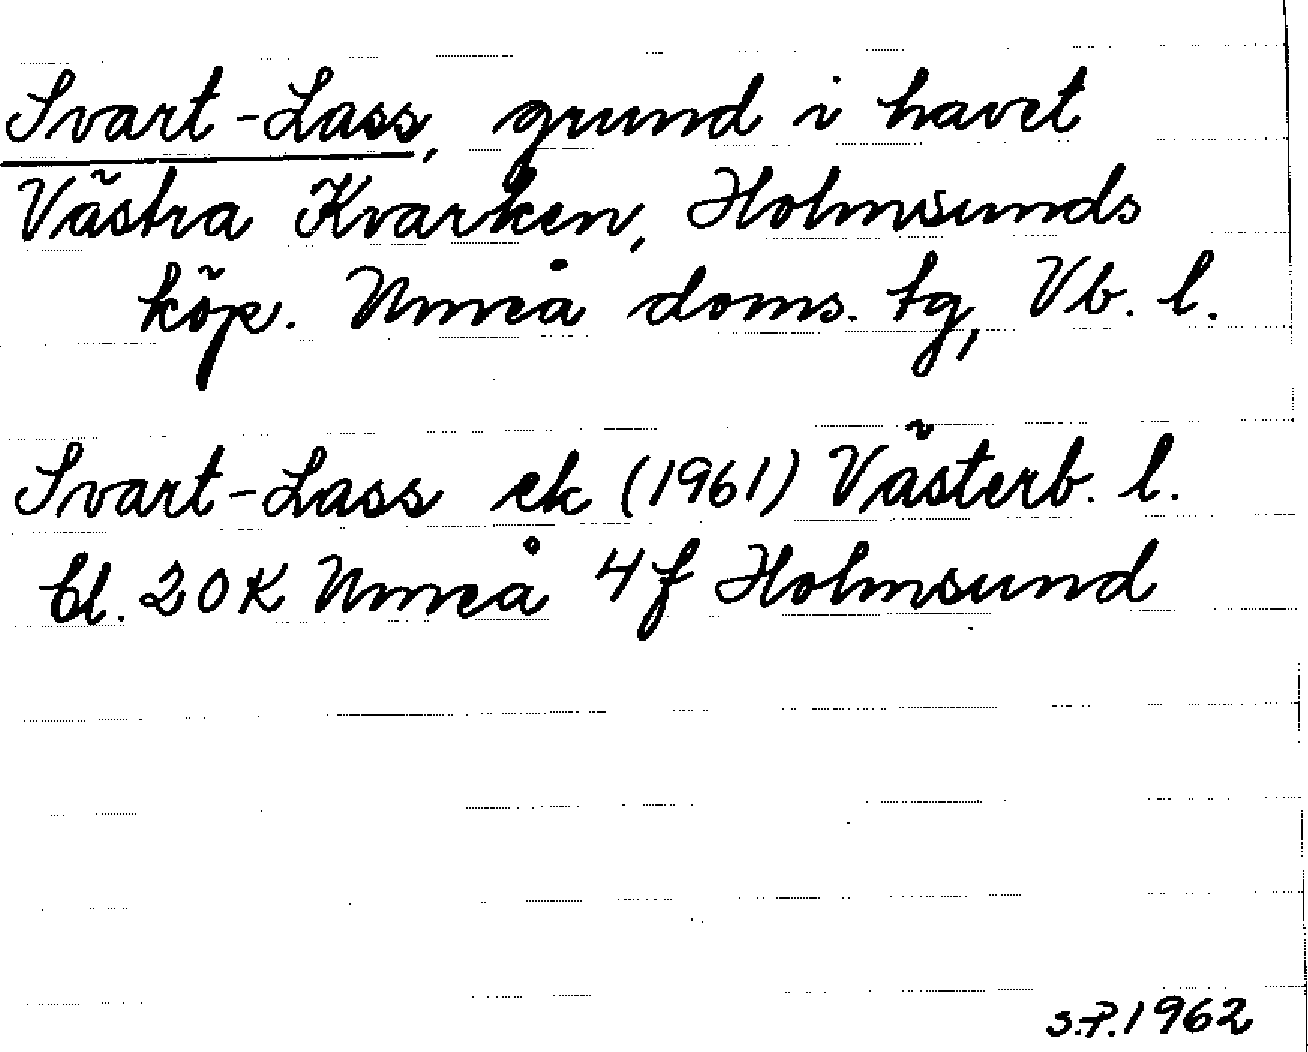 Svart-Lass, grund i havet
Västra Kvarken, Holmsunds
köp. Umeå doms. tg, Vb. l.
Svart-Lass ek (1961) Västerb. l.
bl. 20K Umeå 4f Holmsund
S.P. 1962